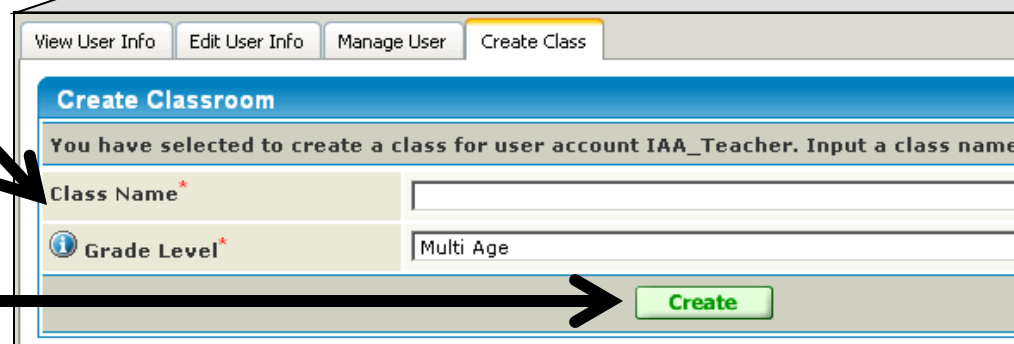 View User Info Edit User Info Manage User Create Class
Create Classroom
You have selected to create a class for user account IAA_Teacher. Input a class name
Class Name*
Grade Level* Multi Age
Create